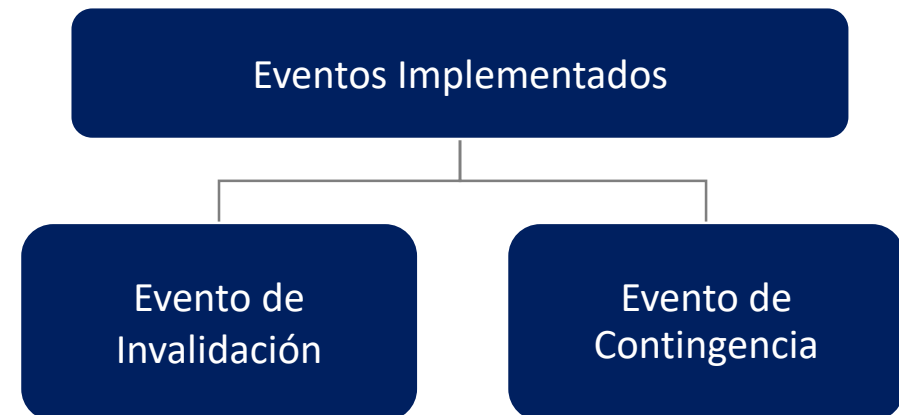 Eventos Implementados
Evento de
Invalidación
Evento de
Contingencia